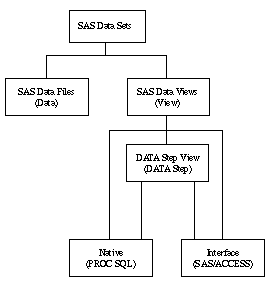 SAS Data Sets
SAS Data Files
(Data)
SAS Data Views
(View)
DATA Step View
(DATA Step)
Native
(PROC SQL)
Interface
(SAS/ACCESS)